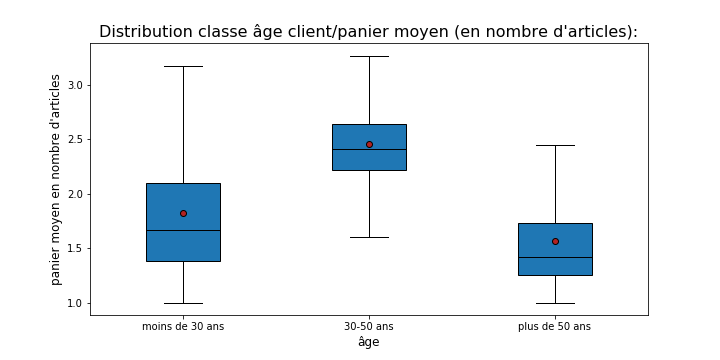 Distribution classe âge client/panier moyen (en nombre d'articles):
panier moyen en nombre d'articles
3.0
2.5
2.0
1.5
1.0
moins de 30 ans
30-50 ans
plus de 50 ans
âge